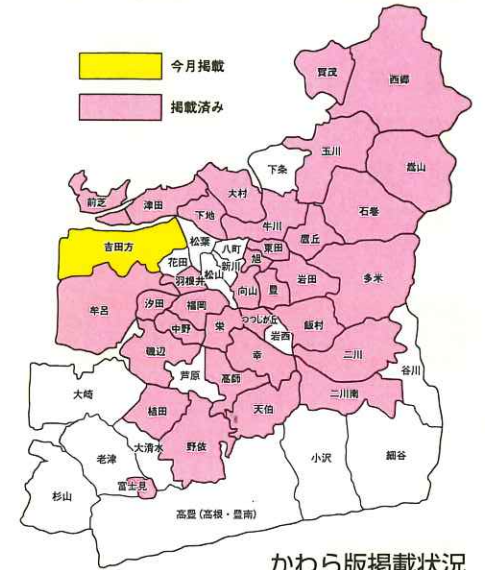 今月掲載
掲載済み
賀茂
西郷
玉川
嵩山
下条
大村
石巻
前芝
津田
下地
牛川
鷹丘
吉田方
松葉
八町
新川
旭
東田
花田
松山
羽根井
岩田
多米
牟呂
汐田
福岡
向山
豊
中野
栄
つつじが丘
岩西
飯村
磯辺
芦原
高師
幸
二川
谷川
大崎
植田
天伯
二川南
老津
大清水
野依
小沢
細谷
杉山
富士見
高豊(高根・豊南)
かわら版掲載状況